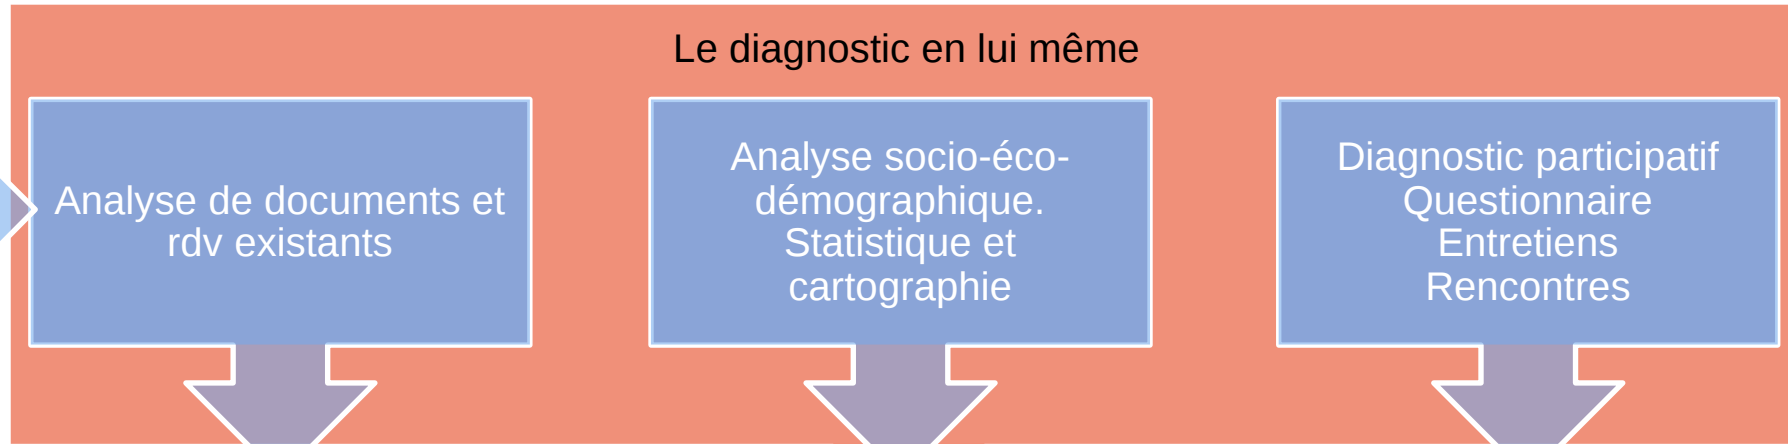 Le diagnostic en lui même
Analyse de documents et
rdv existants
Analyse socio-éco-
démographique.
Statistique et
cartographie
Diagnostic participatif
Questionnaire
Entretiens
Rencontres